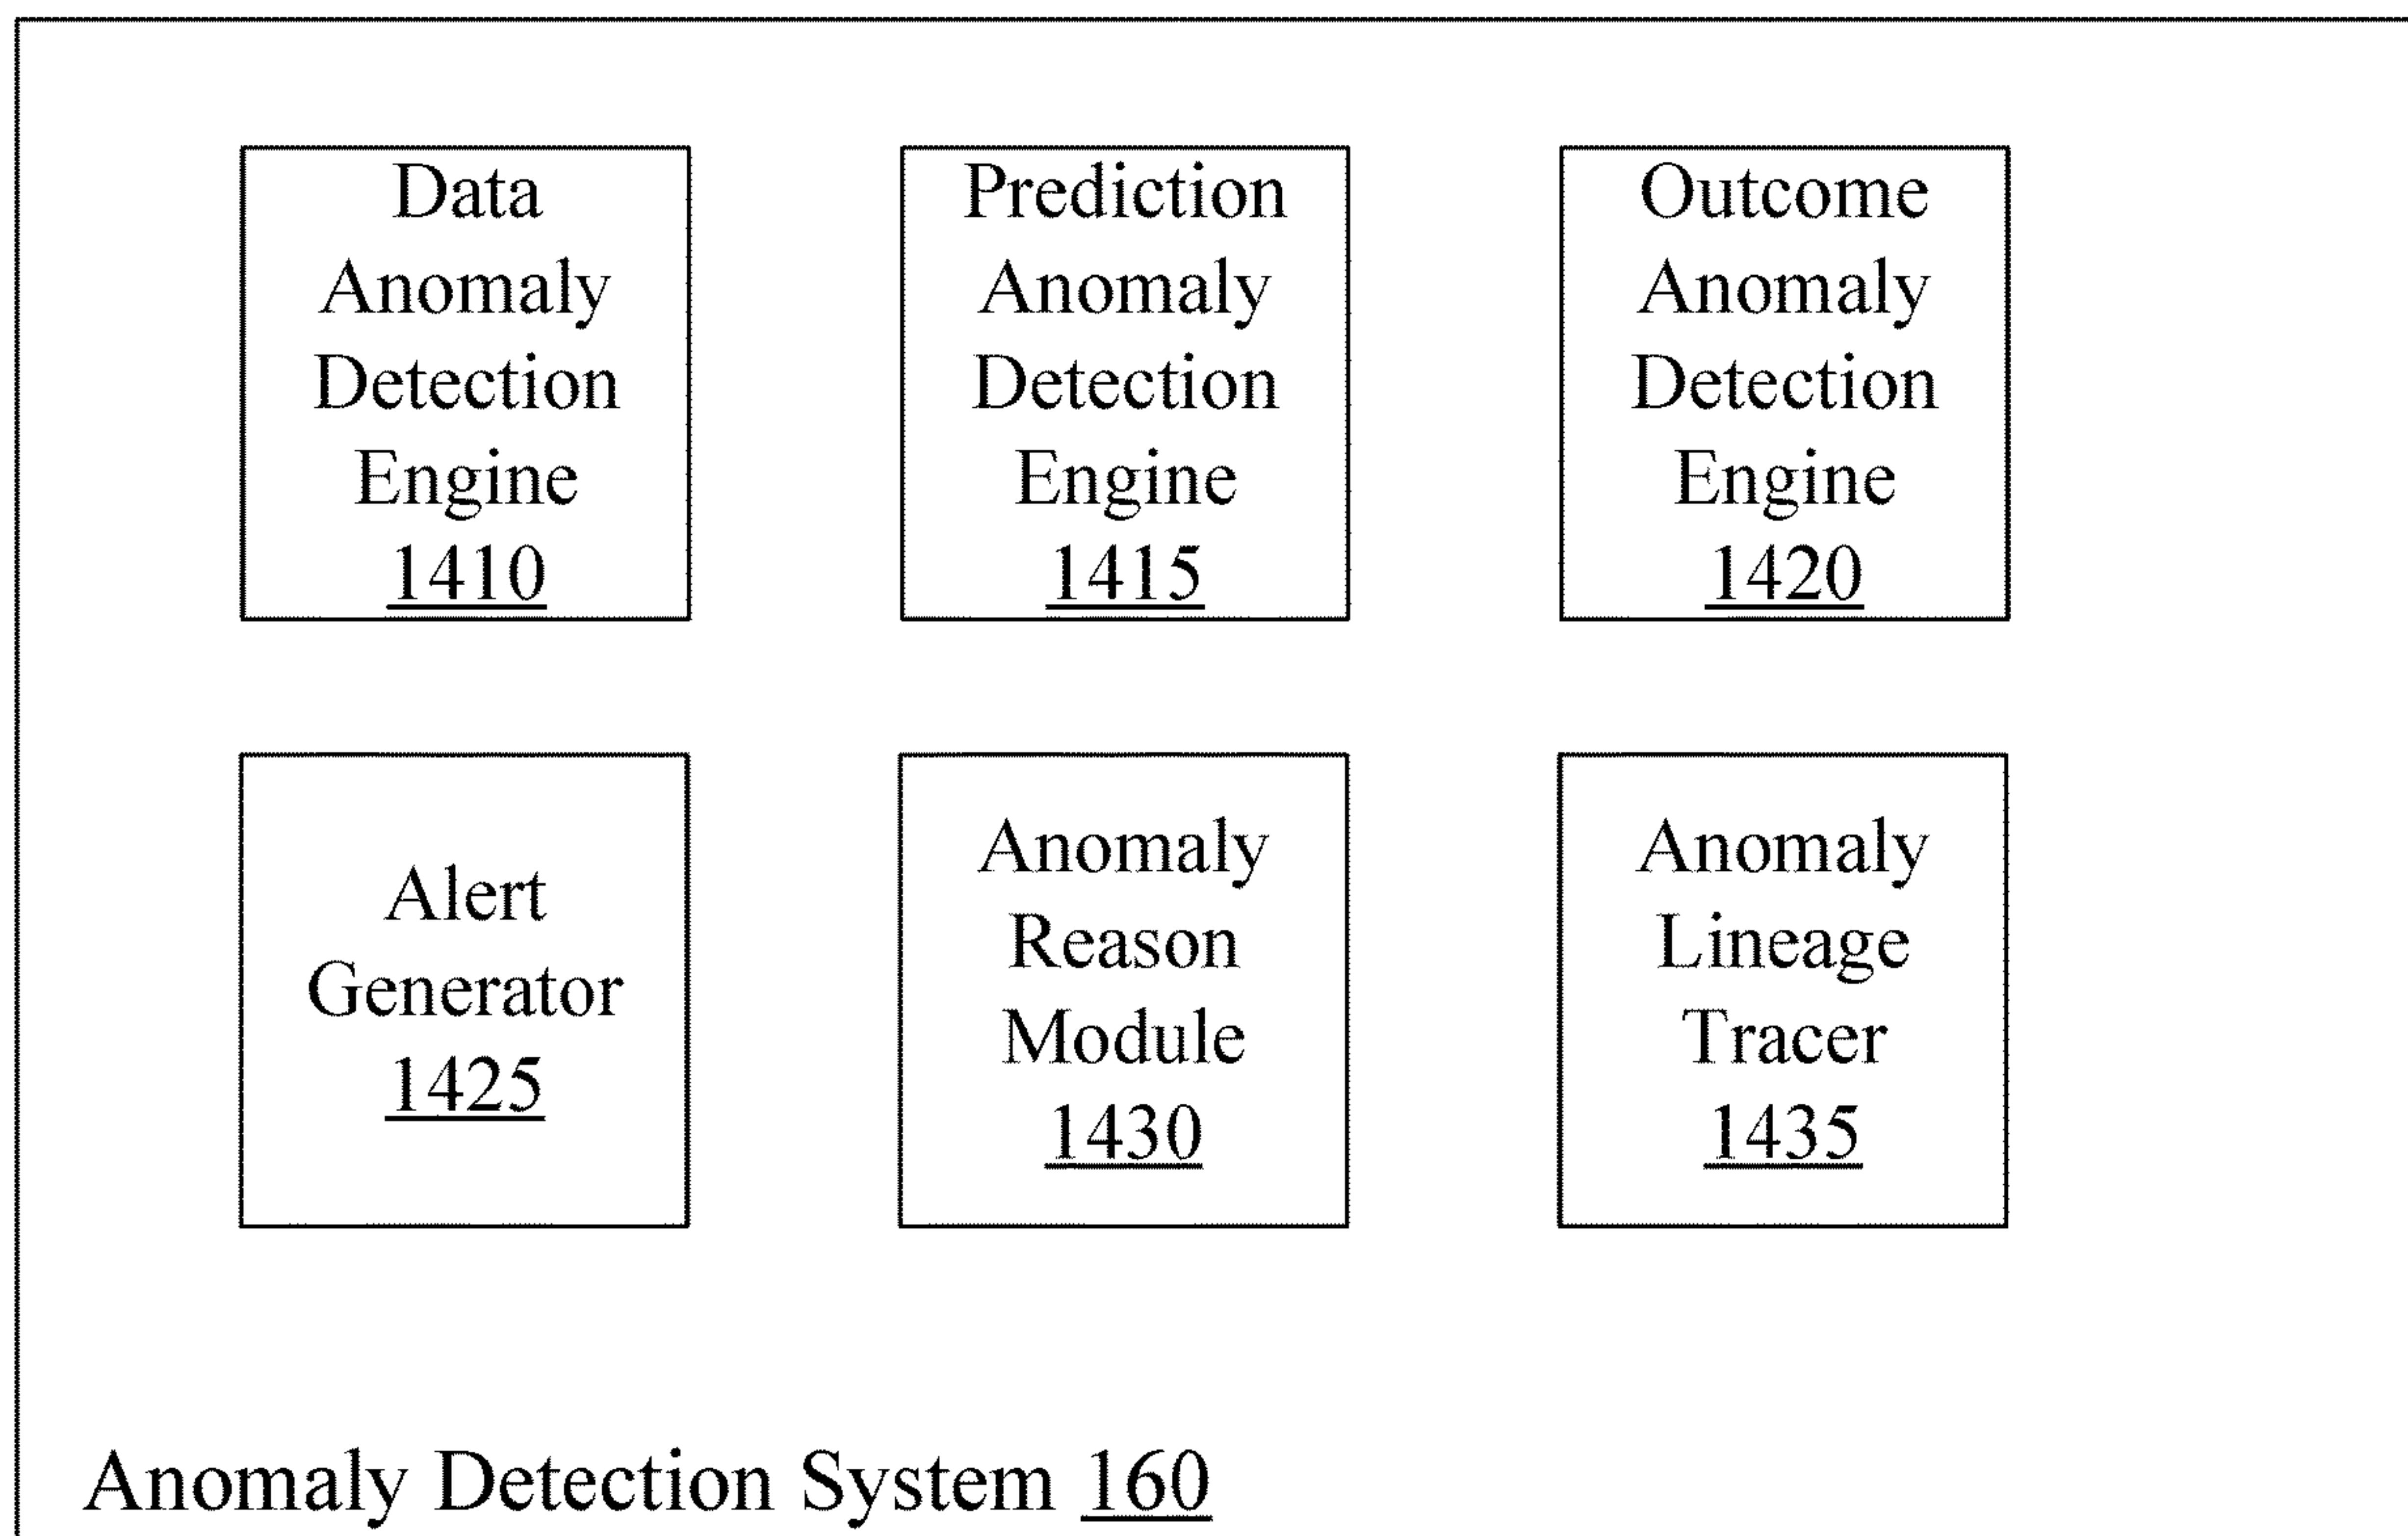 Data
Anomaly
Detection
Engine
1410
Prediction
Anomaly
Detection
Engine
1415
Outcome
Anomaly
Detection
Engine
1420
Alert
Generator
1425
Anomaly
Reason
Module
1430
Anomaly
Lineage
Tracer
1435
Anomaly Detection System 160